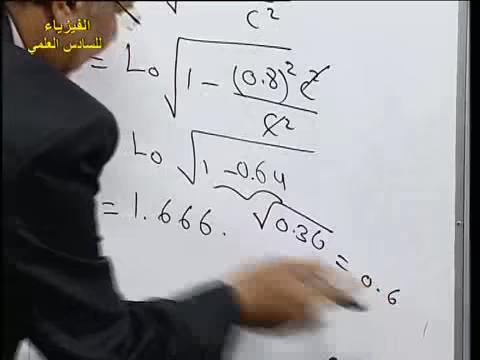 الفيزياء
للسادس العلمي
c²
= L₀ √(1 - (0.8)² c² / c²)
L₀ √(1 - 0.64)
= 1.666. √0.36 = 0.6